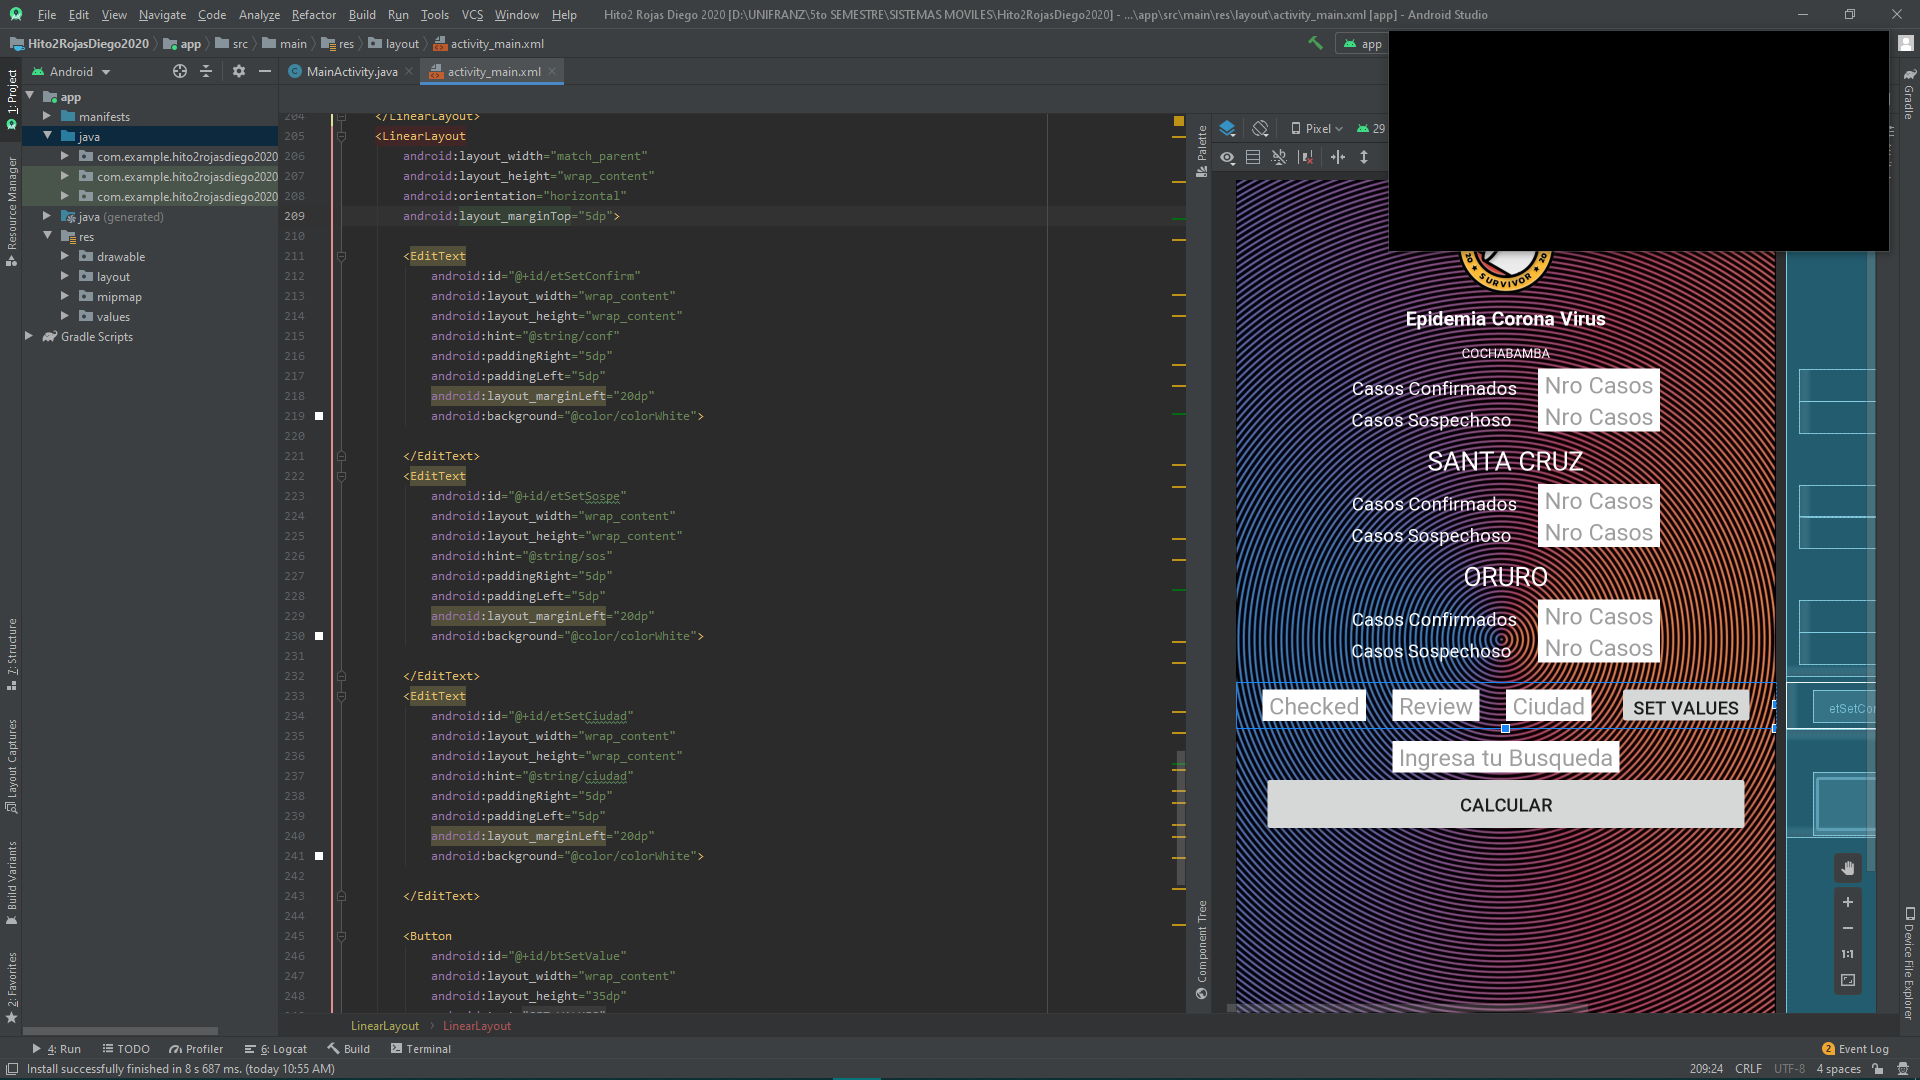 File Edit View Navigate Code Analyze Refactor Build Run Tools VCS Window Help Hito2 Rojas Diego 2020 [D:\UNIFRANZ\5to SEMESTRE\SISTEMAS MOVILES\Hito2RojasDiego2020] - ...\app\src\main\res\layout\activity_main.xml [app] - Android Studio
Hito2RojasDiego2020 app src main res layout activity_main.xml app
Android MainActivity.java activity_main.xml
1: Project
Resource Manager
7: Structure
Layout Captures
Build Variants
2: Favorites
app
manifests
java
com.example.hito2rojasdiego2020
com.example.hito2rojasdiego2020
com.example.hito2rojasdiego2020
java (generated)
res
drawable
layout
mipmap
values
Gradle Scripts
204 </LinearLayout>
205 <LinearLayout
206 android:layout_width="match_parent"
207 android:layout_height="wrap_content"
208 android:orientation="horizontal"
209 android:layout_marginTop="5dp">
210
211 <EditText
212 android:id="@+id/etSetConfirm"
213 android:layout_width="wrap_content"
214 android:layout_height="wrap_content"
215 android:hint="@string/conf"
216 android:paddingRight="5dp"
217 android:paddingLeft="5dp"
218 android:layout_marginLeft="20dp"
219 android:background="@color/colorWhite">
220
221 </EditText>
222 <EditText
223 android:id="@+id/etSetSospe"
224 android:layout_width="wrap_content"
225 android:layout_height="wrap_content"
226 android:hint="@string/sos"
227 android:paddingRight="5dp"
228 android:paddingLeft="5dp"
229 android:layout_marginLeft="20dp"
230 android:background="@color/colorWhite">
231
232 </EditText>
233 <EditText
234 android:id="@+id/etSetCiudad"
235 android:layout_width="wrap_content"
236 android:layout_height="wrap_content"
237 android:hint="@string/ciudad"
238 android:paddingRight="5dp"
239 android:paddingLeft="5dp"
240 android:layout_marginLeft="20dp"
241 android:background="@color/colorWhite">
242
243 </EditText>
244
245 <Button
246 android:id="@+id/btSetValue"
247 android:layout_width="wrap_content"
248 android:layout_height="35dp"
LinearLayout LinearLayout
Palette
Component Tree
Pixel 29
20 SURVIVOR 20
Epidemia Corona Virus
COCHABAMBA
Casos Confirmados Nro Casos
Casos Sospechoso Nro Casos
SANTA CRUZ
Casos Confirmados Nro Casos
Casos Sospechoso Nro Casos
ORURO
Casos Confirmados Nro Casos
Casos Sospechoso Nro Casos
Checked Review Ciudad SET VALUES
Ingresa tu Busqueda
CALCULAR
etSetCon
1:1
Gradle
Device File Explorer
4: Run TODO Profiler 6: Logcat Build Terminal 2 Event Log
Install successfully finished in 8 s 687 ms. (today 10:55 AM) 209:24 CRLF UTF-8 4 spaces